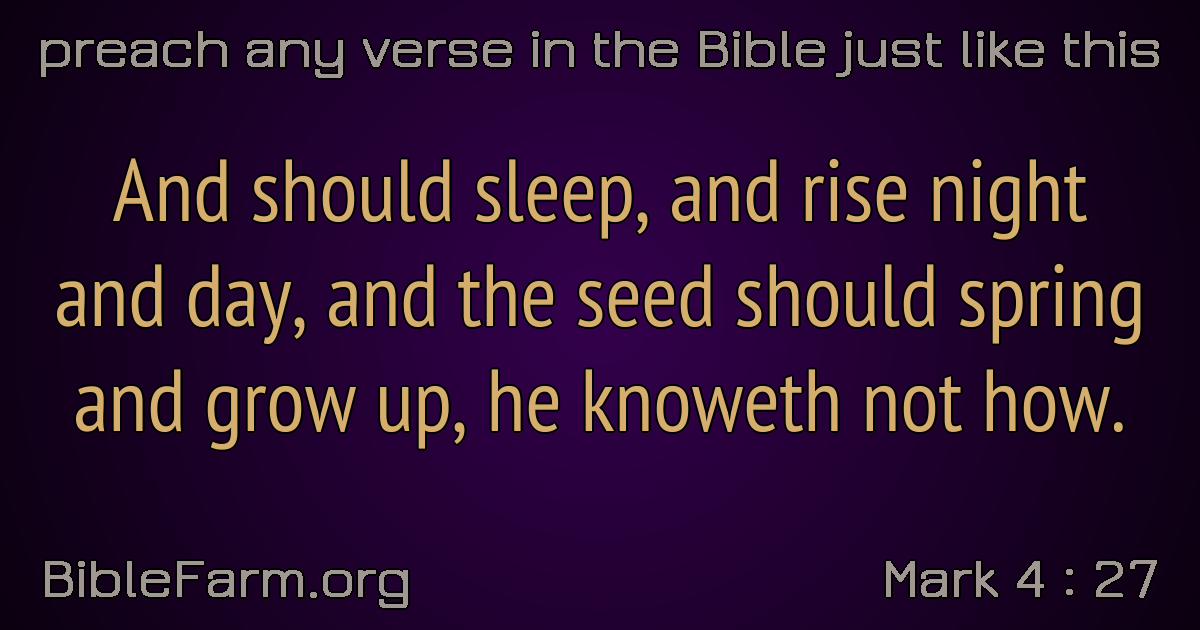 preach any verse in the Bible just like this
And should sleep, and rise night
and day, and the seed should spring
and grow up, he knoweth not how.
BibleFarm.org
Mark 4 : 27